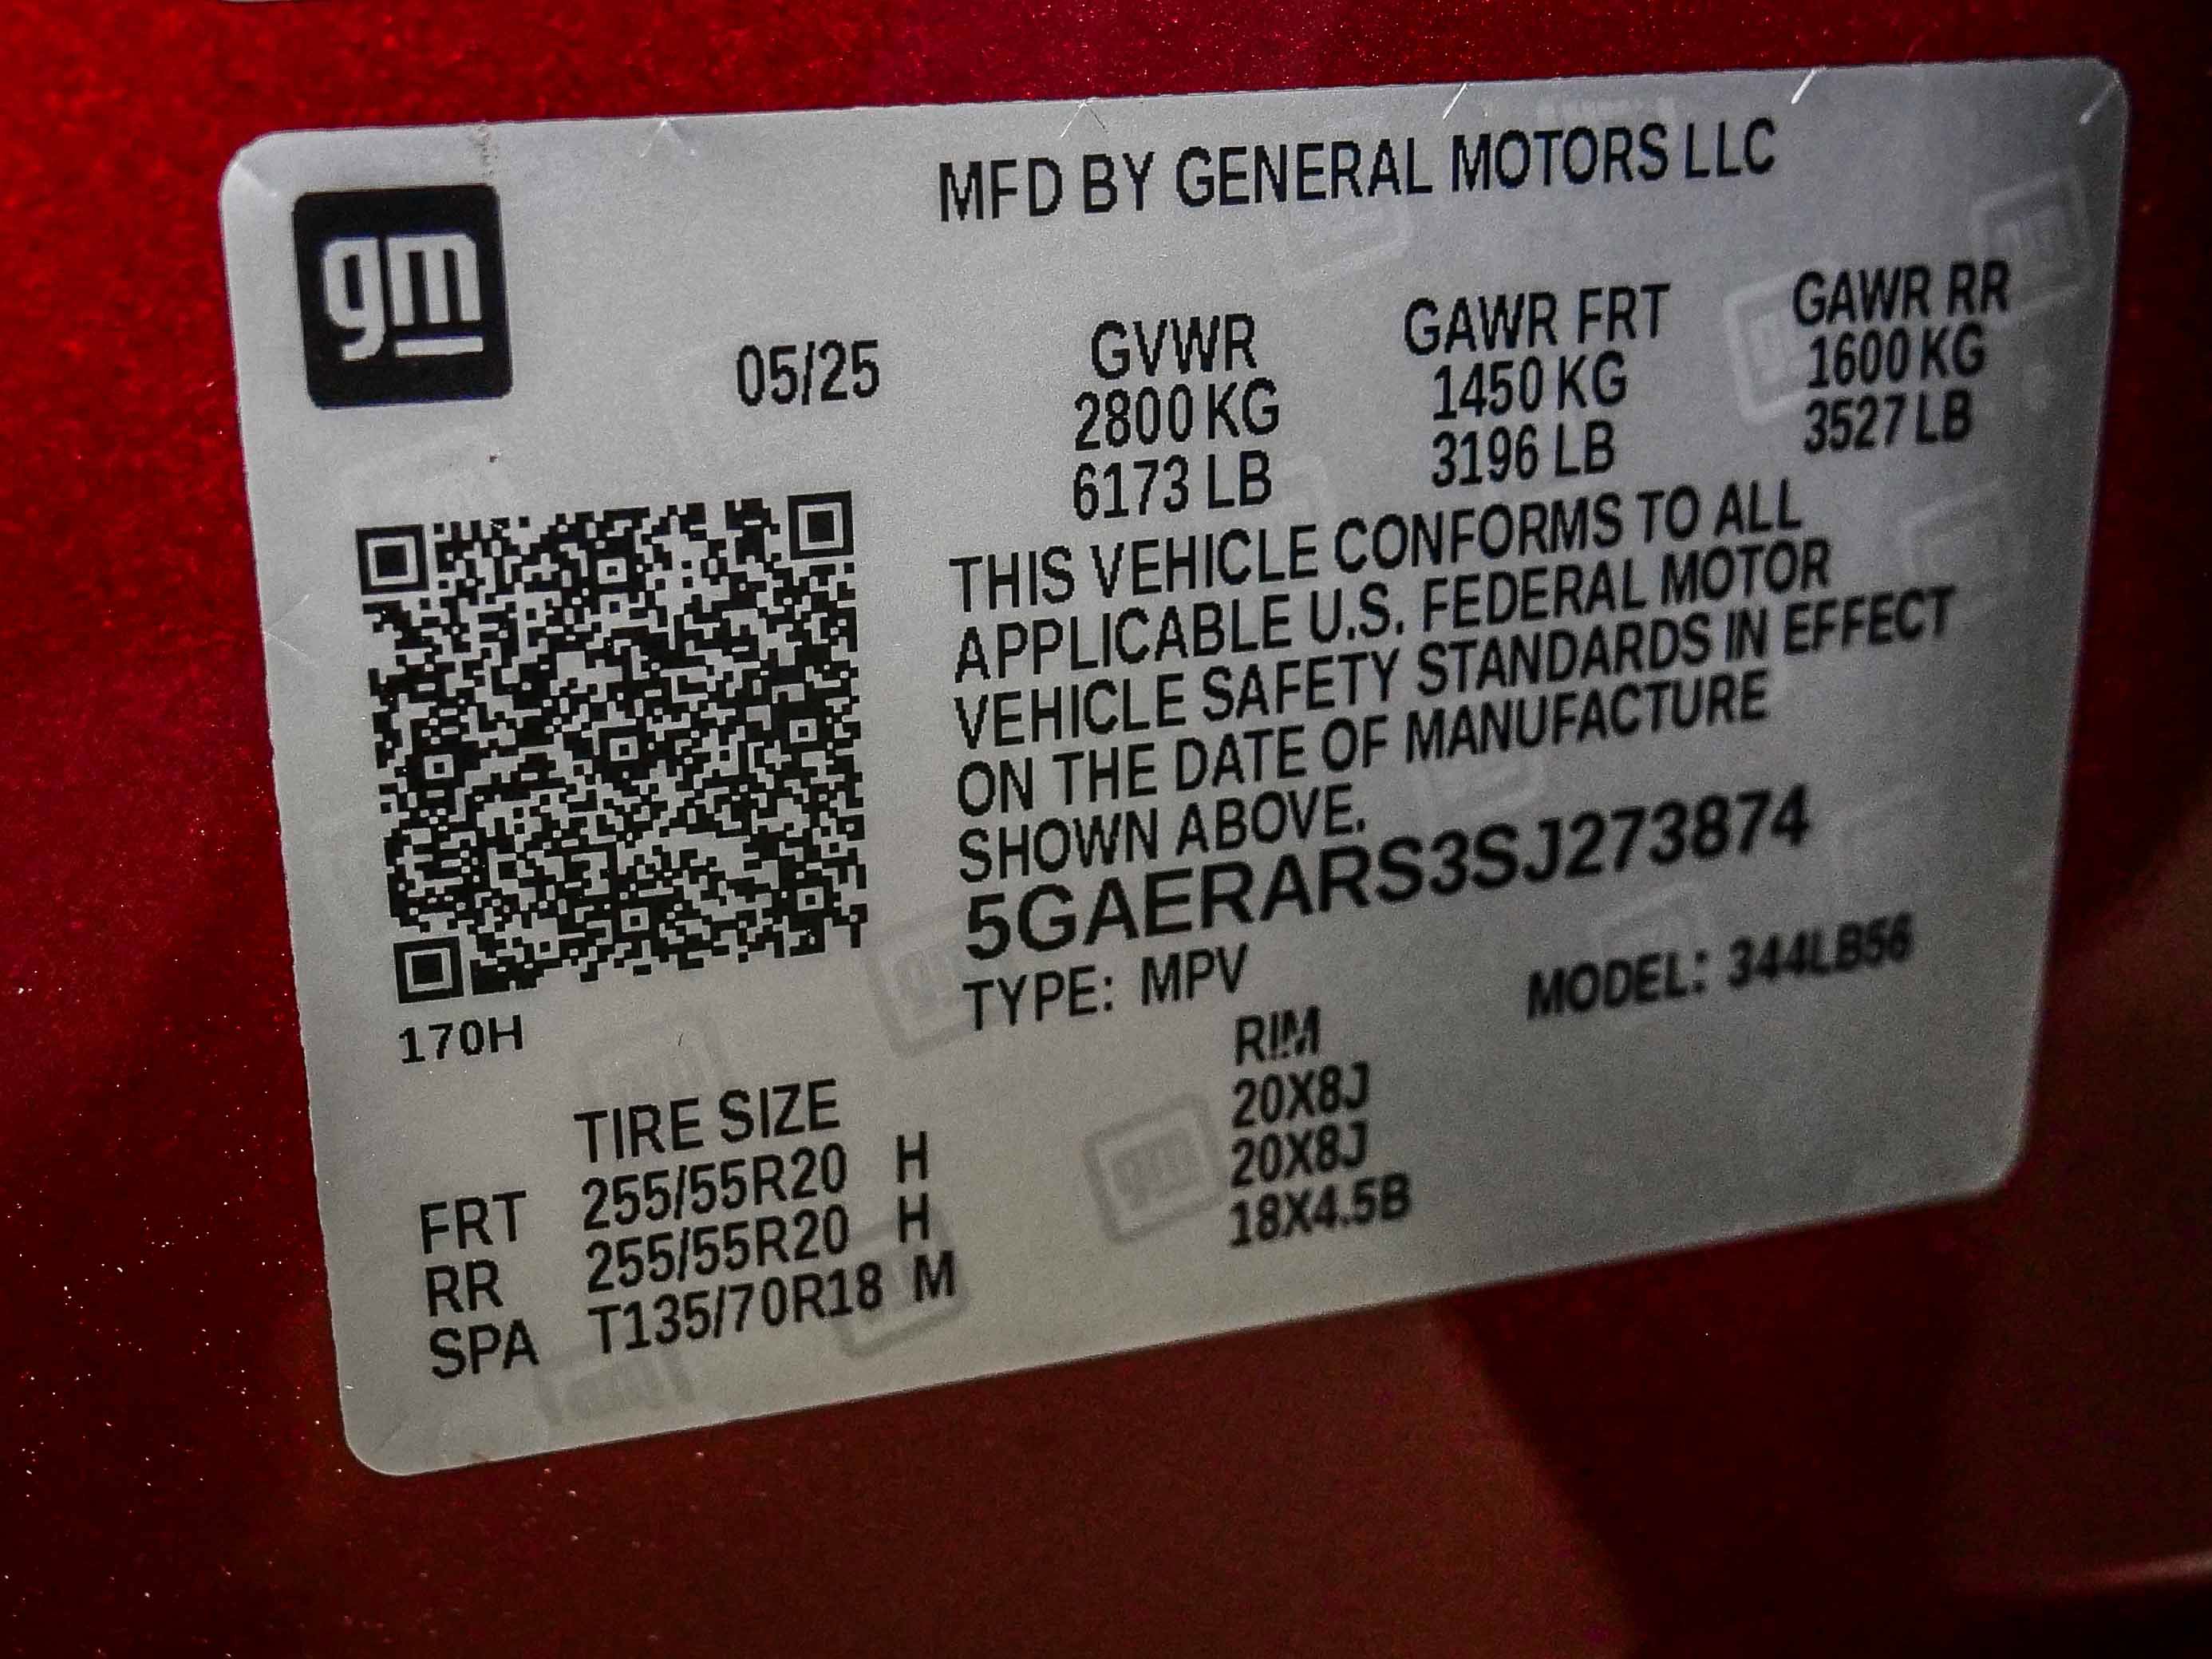 gm
MFD BY GENERAL MOTORS LLC
05/25
GVWR GAWR FRT GAWR RR
2800 KG 1450 KG 1600 KG
6173 LB 3196 LB 3527 LB
THIS VEHICLE CONFORMS TO ALL
APPLICABLE U.S. FEDERAL MOTOR
VEHICLE SAFETY STANDARDS IN EFFECT
ON THE DATE OF MANUFACTURE
SHOWN ABOVE.
5GAERARS3SJ273874
TYPE: MPV MODEL: 344LB56
170H
TIRE SIZE RIM
FRT 255/55R20 H 20X8J
RR 255/55R20 H 20X8J
SPA T135/70R18 M 18X4.5B